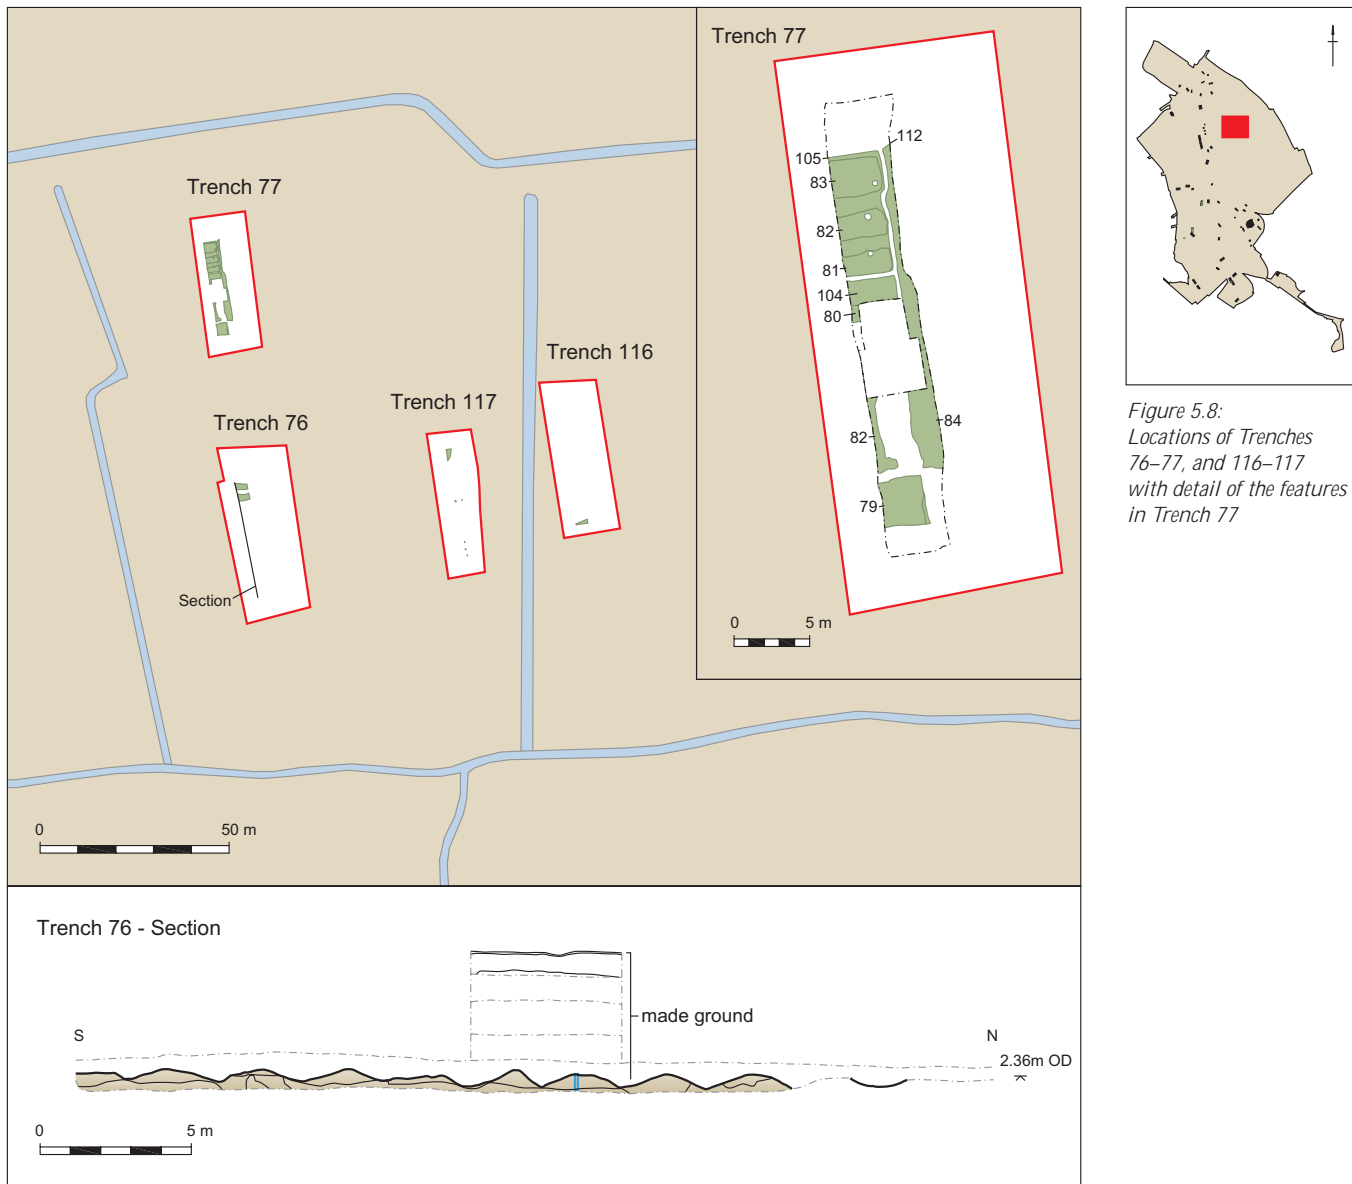 Trench 77
112
105
83
82
81
104
80
82
84
79
0
5 m
Trench 77
Trench 116
Trench 117
Trench 76
Section
0
50 m
Figure 5.8:
Locations of Trenches
76–77, and 116–117
with detail of the features
in Trench 77
Trench 76 - Section
made ground
S
N
2.36m OD
0
5 m